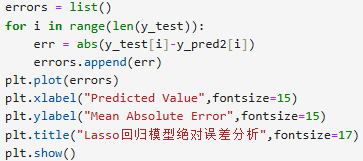 errors = list()
for i in range(len(y_test)):
    err = abs(y_test[i]-y_pred2[i])
    errors.append(err)
plt.plot(errors)
plt.xlabel("Predicted Value",fontsize=15)
plt.ylabel("Mean Absolute Error",fontsize=15)
plt.title("Lasso回归模型绝对误差分析",fontsize=17)
plt.show()